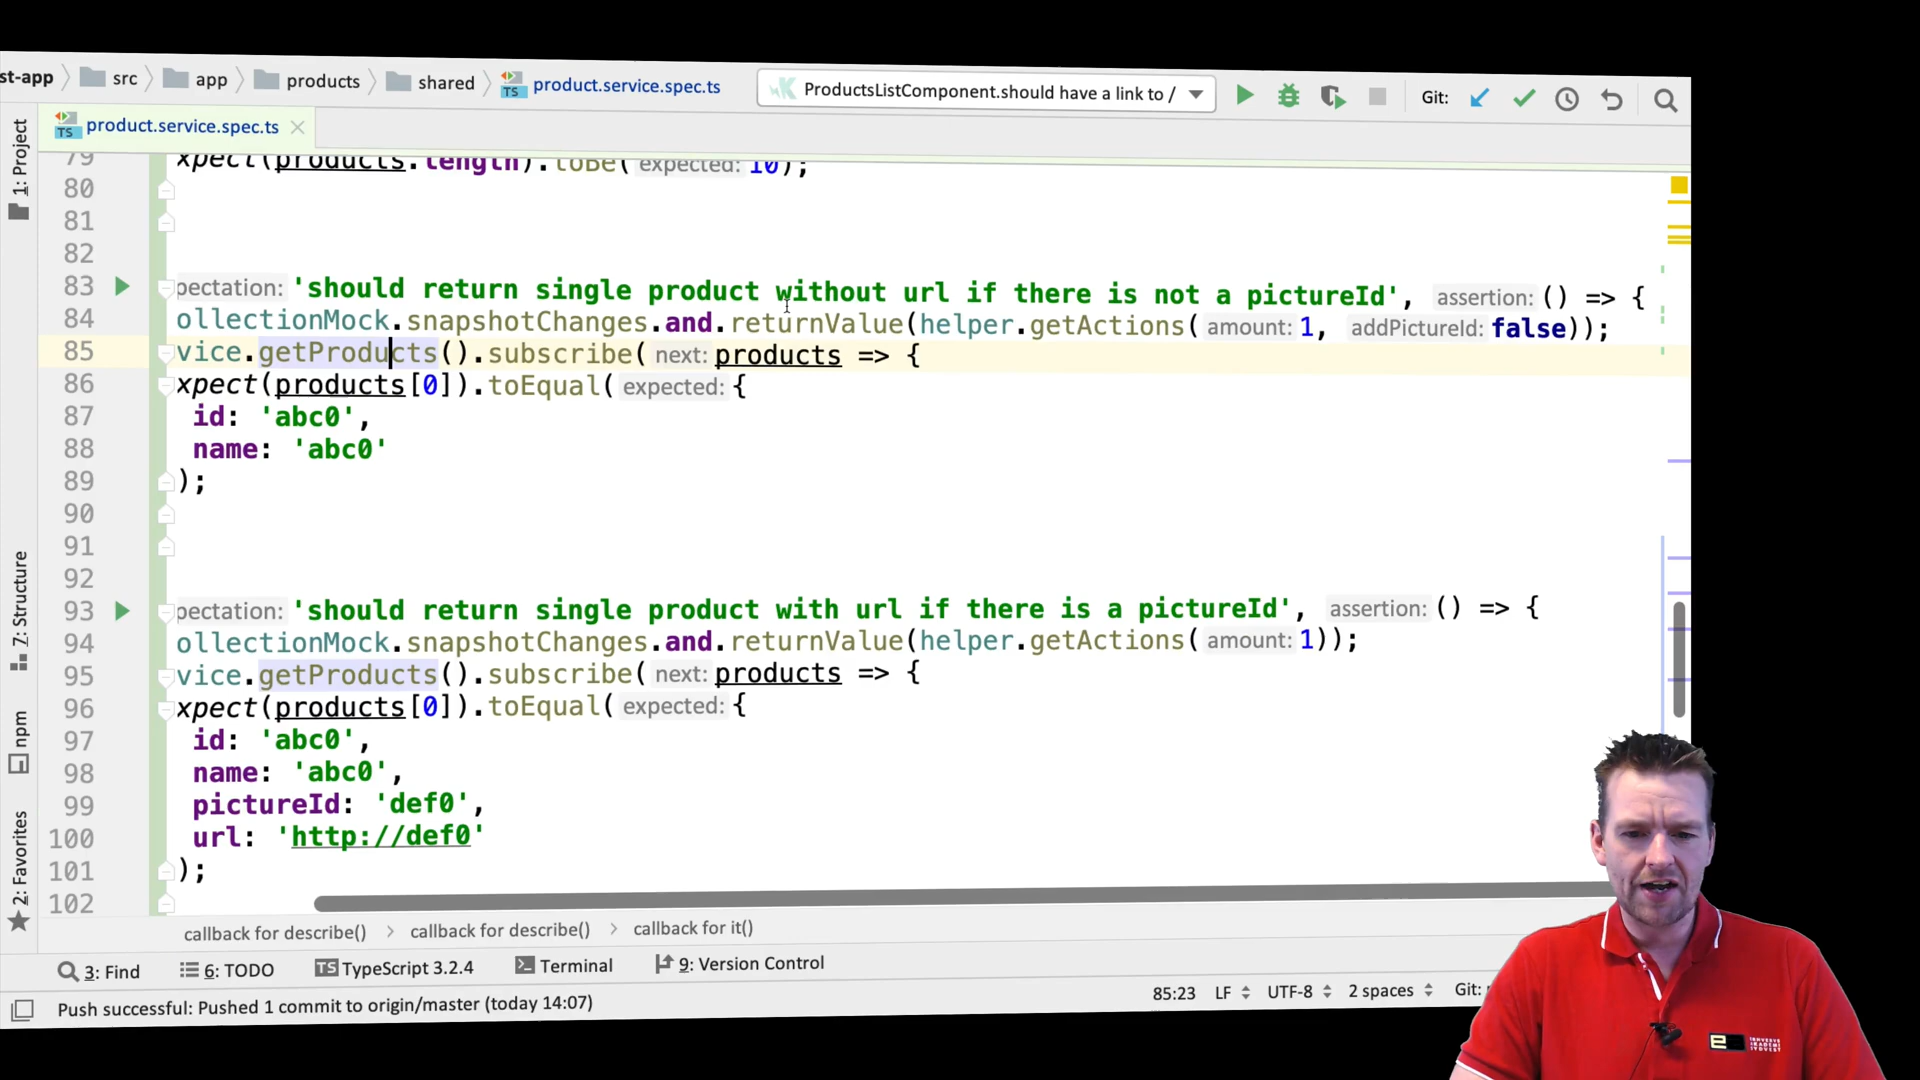 st-app src app products shared product.service.spec.ts ProductsListComponent.should have a link to / Git:
product.service.spec.ts
79 xpect(products.length).toBe( expected: 10);
80
81
82
83 pectation: 'should return single product without url if there is not a pictureId', assertion: () => {
84 ollectionMock.snapshotChanges.and.returnValue(helper.getActions( amount: 1, addPictureId: false));
85 vice.getProducts().subscribe( next: products => {
86 xpect(products[0]).toEqual( expected: {
87 id: 'abc0',
88 name: 'abc0'
89 );
90
91
92
93 pectation: 'should return single product with url if there is a pictureId', assertion: () => {
94 ollectionMock.snapshotChanges.and.returnValue(helper.getActions( amount: 1));
95 vice.getProducts().subscribe( next: products => {
96 xpect(products[0]).toEqual( expected: {
97 id: 'abc0',
98 name: 'abc0',
99 pictureId: 'def0',
100 url: 'http://def0'
101 );
102
1: Project
7: Structure
npm
2: Favorites
callback for describe() > callback for describe() > callback for it()
3: Find 6: TODO TS TypeScript 3.2.4 Terminal 9: Version Control
Push successful: Pushed 1 commit to origin/master (today 14:07) 85:23 LF UTF-8 2 spaces Git: